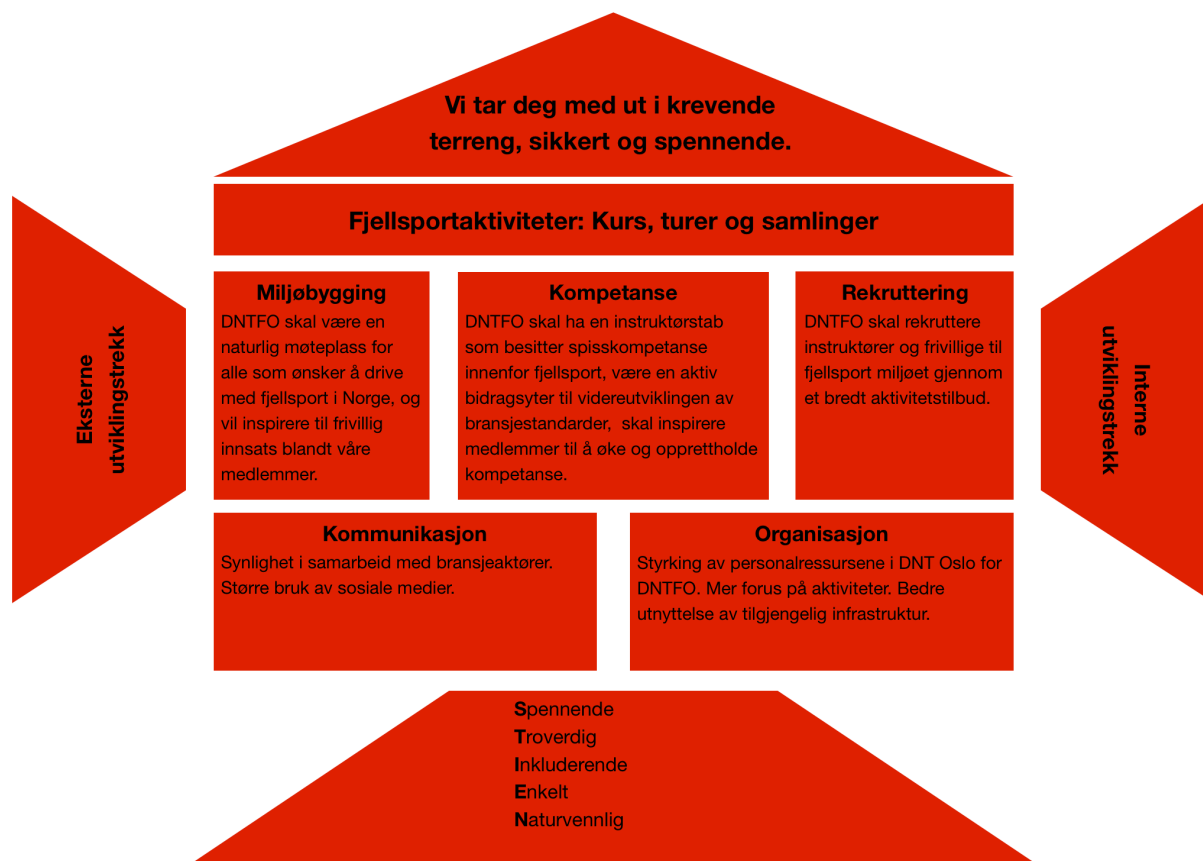 Vi tar deg med ut i krevende
terreng, sikkert og spennende.
Fjellsportaktiviteter: Kurs, turer og samlinger
Eksterne
utviklingstrekk
Miljøbygging
DNTFO skal være en
naturlig møteplass for
alle som ønsker å drive
med fjellsport i Norge, og
vil inspirere til frivillig
innsats blandt våre
medlemmer.
Kompetanse
DNTFO skal ha en instruktørstab
som besitter spisskompetanse
innenfor fjellsport, være en aktiv
bidragsyter til videreutviklingen av
bransjestandarder, skal inspirere
medlemmer til å øke og opprettholde
kompetanse.
Rekruttering
DNTFO skal rekruttere
instruktører og frivillige til
fjellsport miljøet gjennom
et bredt aktivitetstilbud.
Interne
utviklingstrekk
Kommunikasjon
Synlighet i samarbeid med bransjeaktører.
Større bruk av sosiale medier.
Organisasjon
Styrking av personalressursene i DNT Oslo for
DNTFO. Mer forus på aktiviteter. Bedre
utnyttelse av tilgjengelig infrastruktur.
Spennende
Troverdig
Inkluderende
Enkelt
Naturvennlig